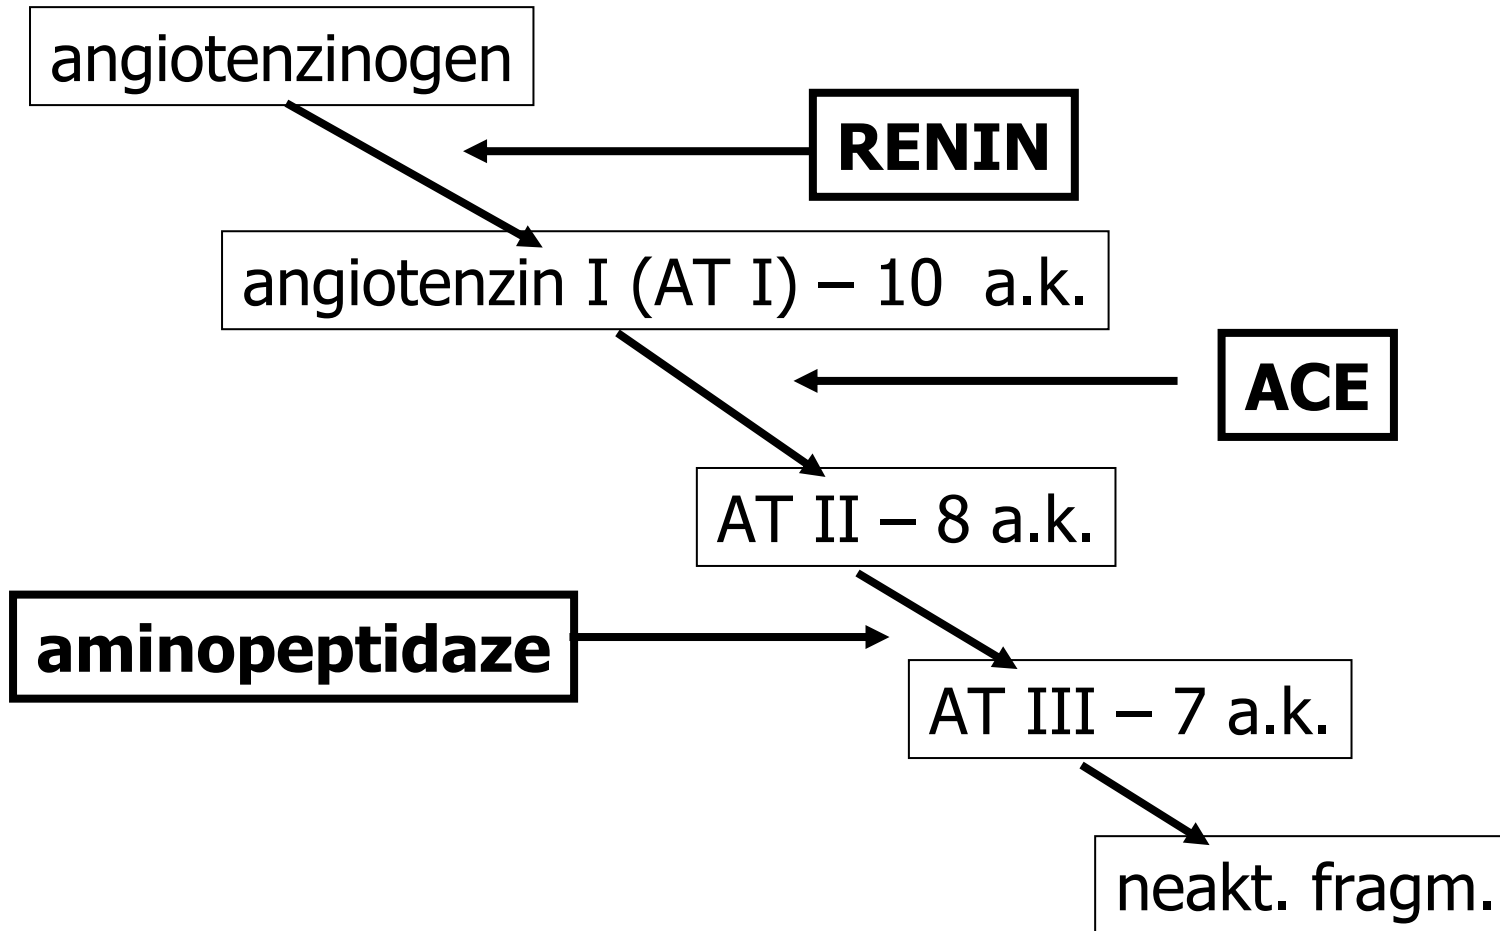 angiotenzinogen
RENIN
angiotenzin I (AT I) – 10 a.k.
ACE
AT II – 8 a.k.
aminopeptidaze
AT III – 7 a.k.
neakt. fragm.